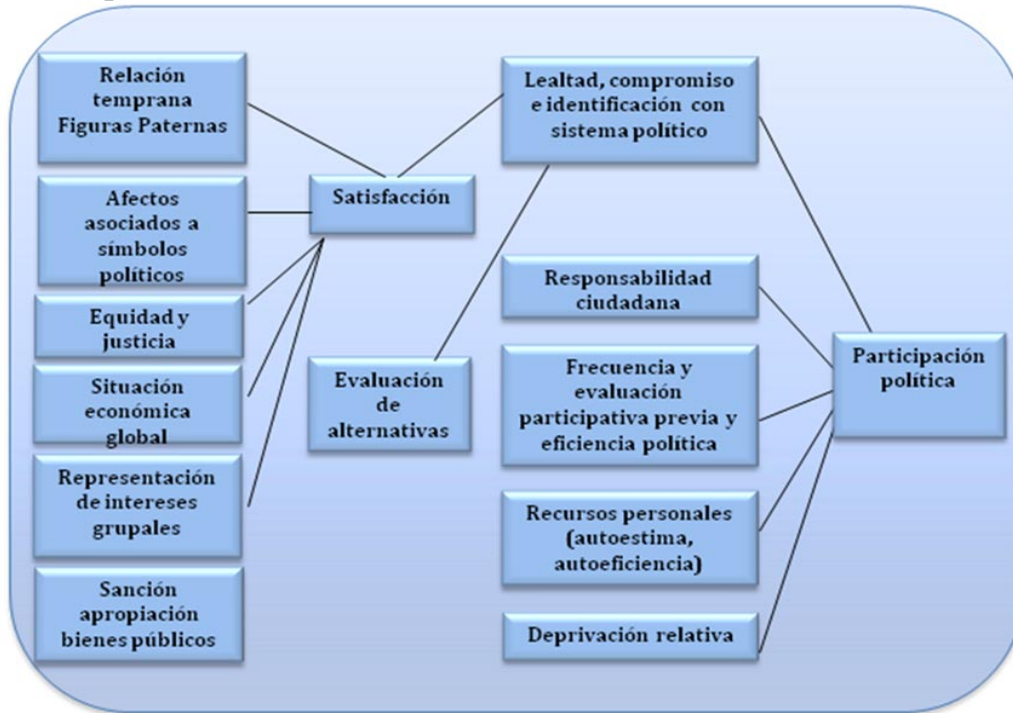 Relación
temprana
Figuras Paternas
Afectos
asociados a
símbolos
políticos
Equidad y
justicia
Situación
económica
global
Representación
de intereses
grupales
Sanción
apropiación
bienes públicos
Satisfacción
Evaluación
de
alternativas
Lealtad, compromiso
e identificación con
sistema político
Responsabilidad
ciudadana
Frecuencia y
evaluación
participativa previa y
eficiencia política
Recursos personales
(autoestima,
autoeficiencia)
Deprivación relativa
Participación
política